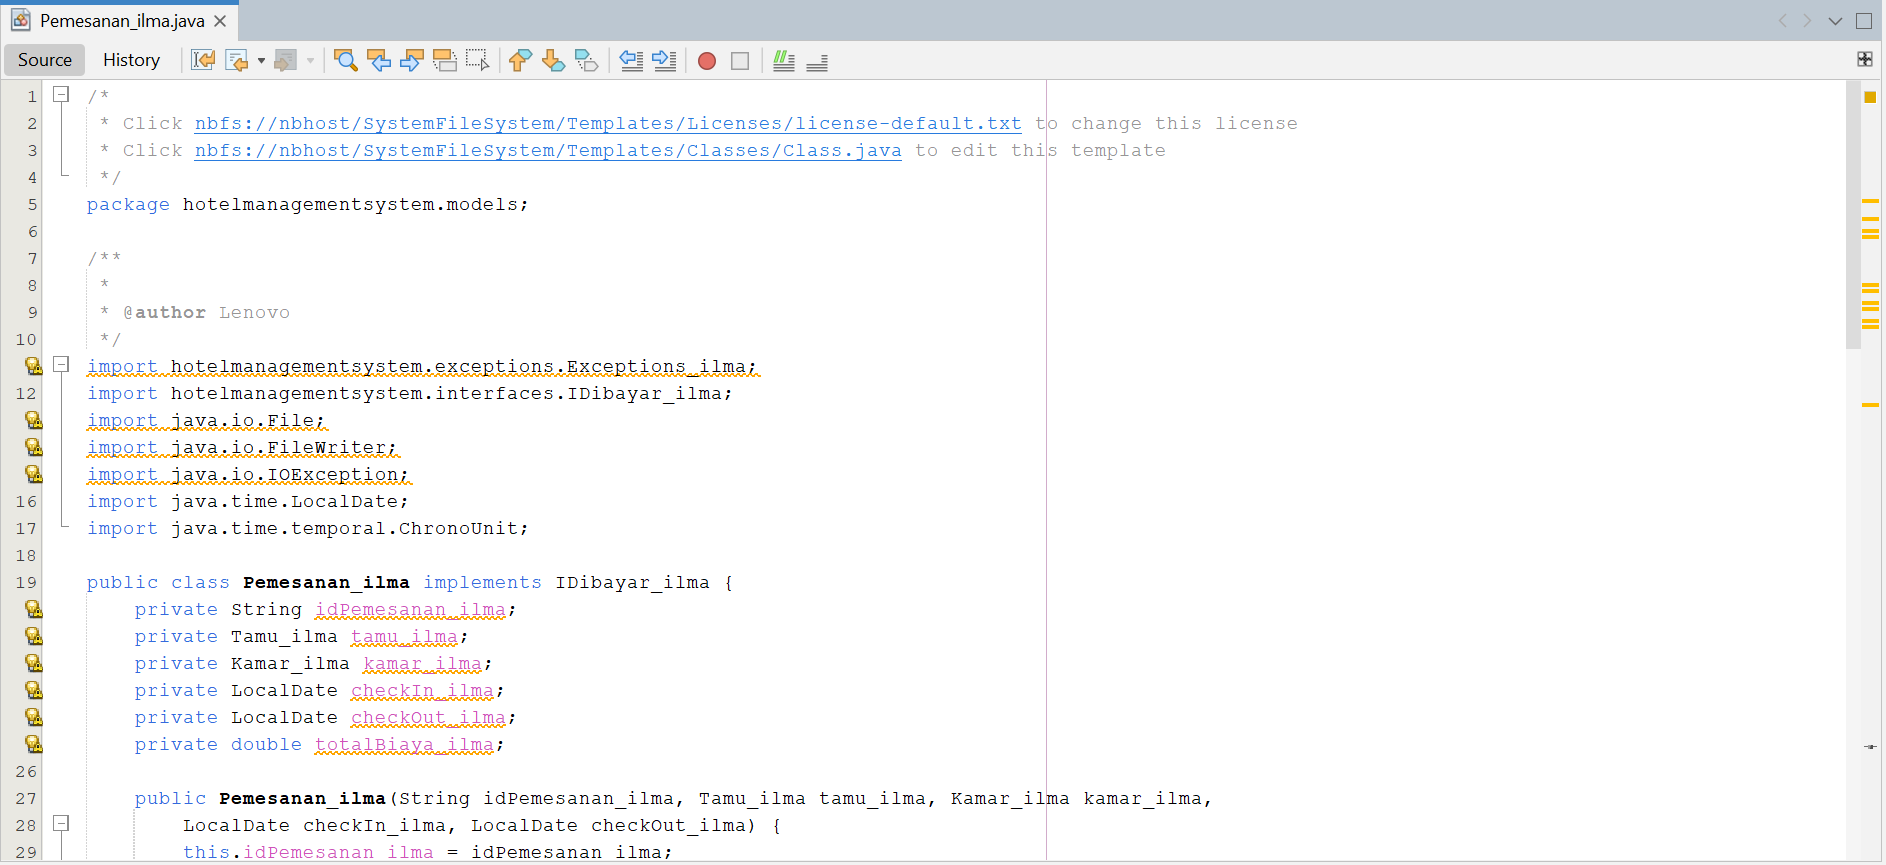 Pemesanan_ilma.java
Source History
1 /*
2 * Click nbfs://nbhost/SystemFileSystem/Templates/Licenses/license-default.txt to change this license
3 * Click nbfs://nbhost/SystemFileSystem/Templates/Classes/Class.java to edit this template
4 */
5 package hotelmanagementsystem.models;
6
7 /**
8 *
9 * @author Lenovo
10 */
import hotelmanagementsystem.exceptions.Exceptions_ilma;
12 import hotelmanagementsystem.interfaces.IDibayar_ilma;
import java.io.File;
import java.io.FileWriter;
import java.io.IOException;
16 import java.time.LocalDate;
17 import java.time.temporal.ChronoUnit;
18
19 public class Pemesanan_ilma implements IDibayar_ilma {
private String idPemesanan_ilma;
private Tamu_ilma tamu_ilma;
private Kamar_ilma kamar_ilma;
private LocalDate checkIn_ilma;
private LocalDate checkOut_ilma;
private double totalBiaya_ilma;
26
27 public Pemesanan_ilma(String idPemesanan_ilma, Tamu_ilma tamu_ilma, Kamar_ilma kamar_ilma,
28 LocalDate checkIn_ilma, LocalDate checkOut_ilma) {
29 this.idPemesanan_ilma = idPemesanan_ilma;